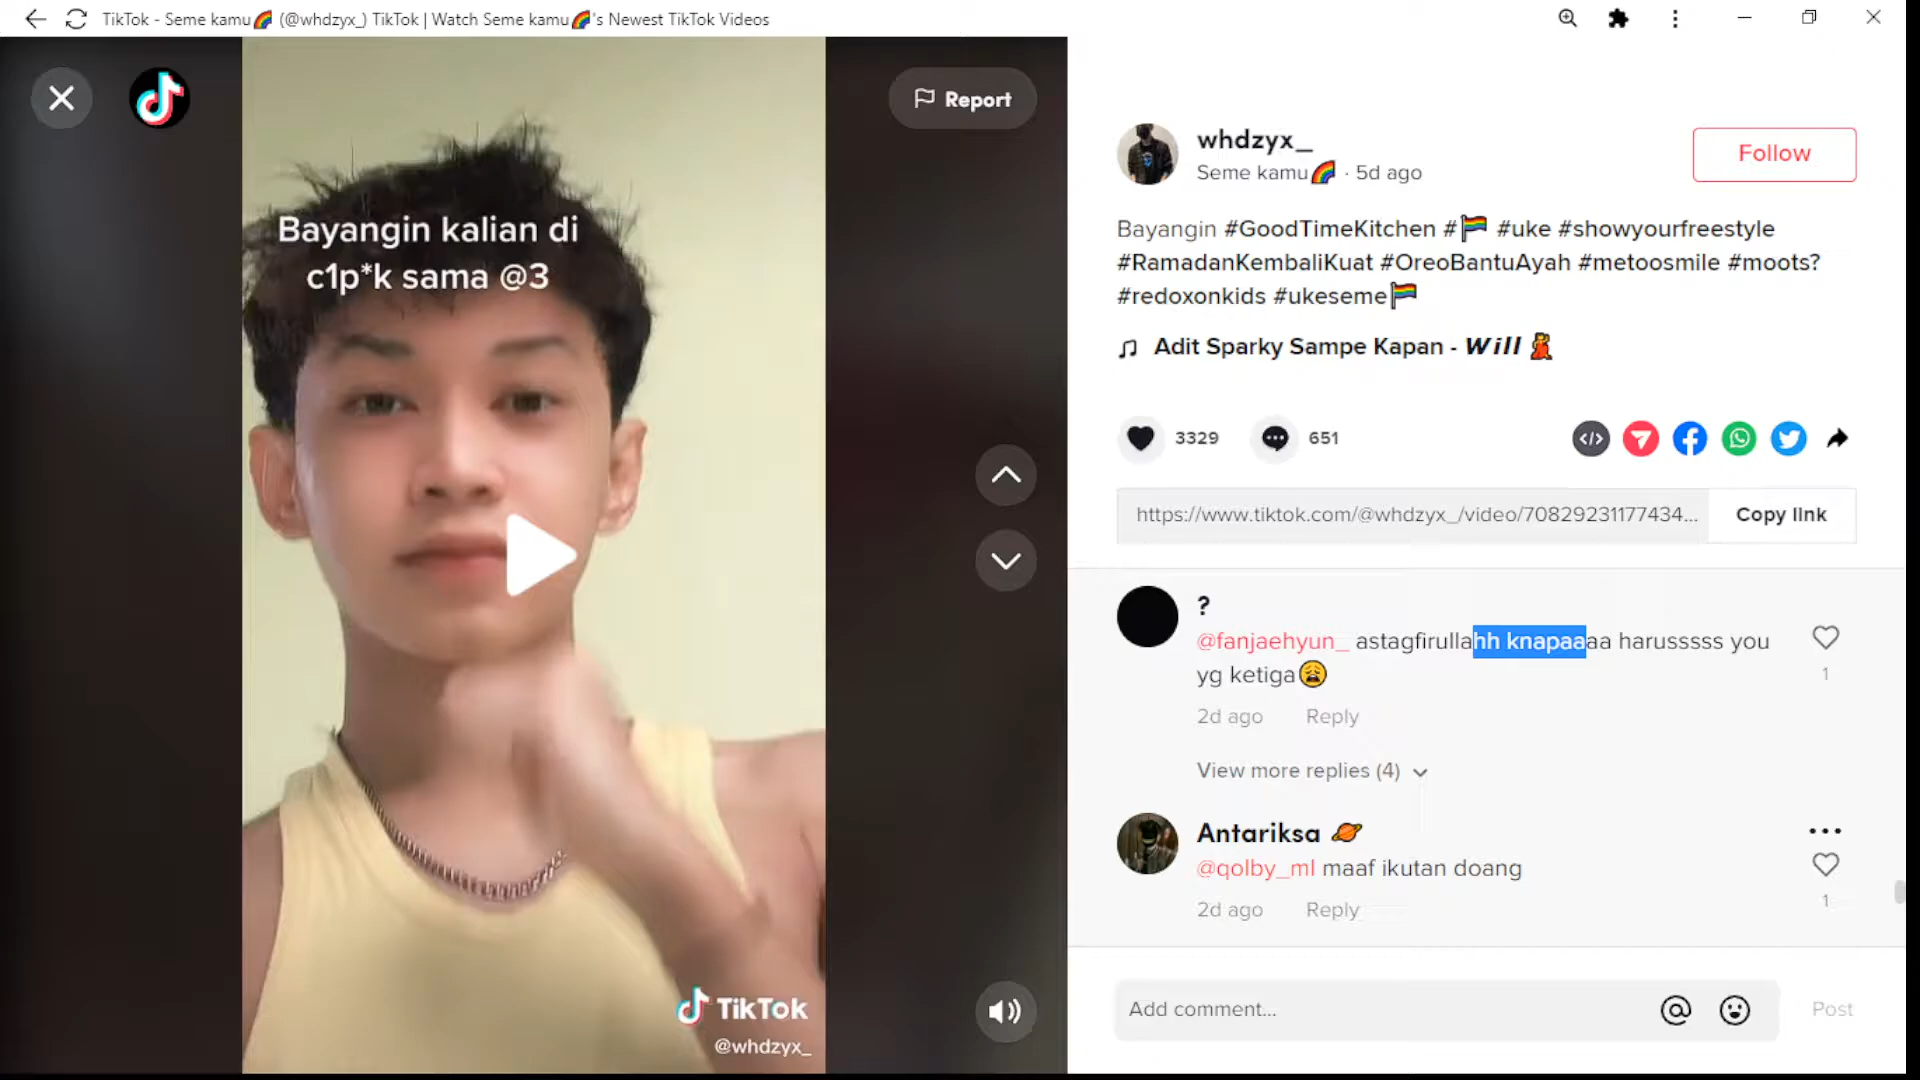 TikTok - Seme kamu🌈 (@whdzyx_) TikTok | Watch Seme kamu🌈's Newest TikTok Videos
Report
Bayangin kalian di
c1p*k sama @3
TikTok
@whdzyx_
whdzyx_
Seme kamu🌈 · 5d ago
Follow
Bayangin #GoodTimeKitchen #🏳️‍🌈 #uke #showyourfreestyle
#RamadanKembaliKuat #OreoBantuAyah #metoosmile #moots?
#redoxonkids #ukeseme🏳️‍🌈
Adit Sparky Sampe Kapan - Will 💃
3329
651
https://www.tiktok.com/@whdzyx_/video/70829231177434...
Copy link
?
@fanjaehyun_ astagfirullahh knapaaaaa harusssss you
yg ketiga😩
1
2d ago Reply
View more replies (4)
Antariksa 🪐
@qolby_ml maaf ikutan doang
1
2d ago Reply
Add comment...
Post